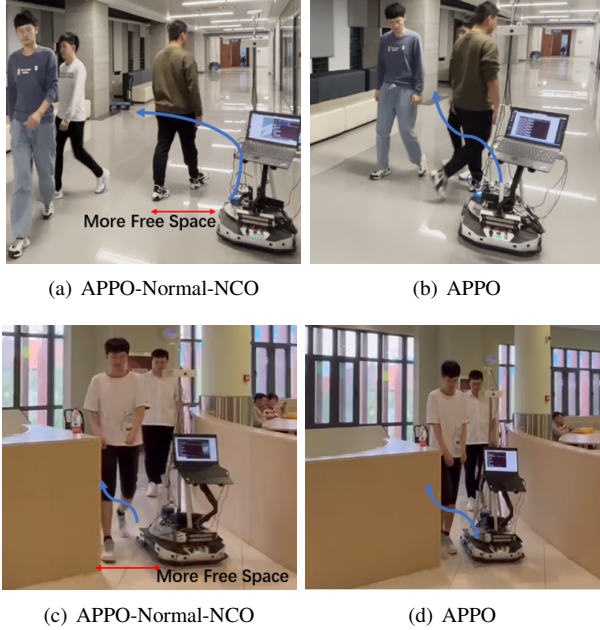 More Free Space
(a) APPO-Normal-NCO
(b) APPO
More Free Space
(c) APPO-Normal-NCO
(d) APPO